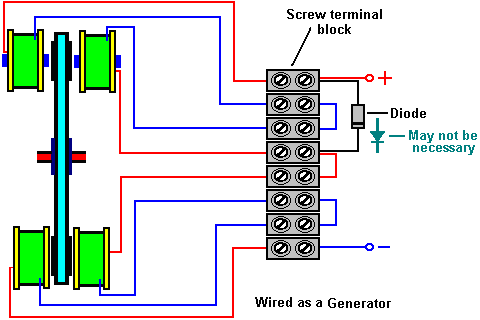 Screw terminal
block
+
Diode
May not be
necessary
−
Wired as a Generator